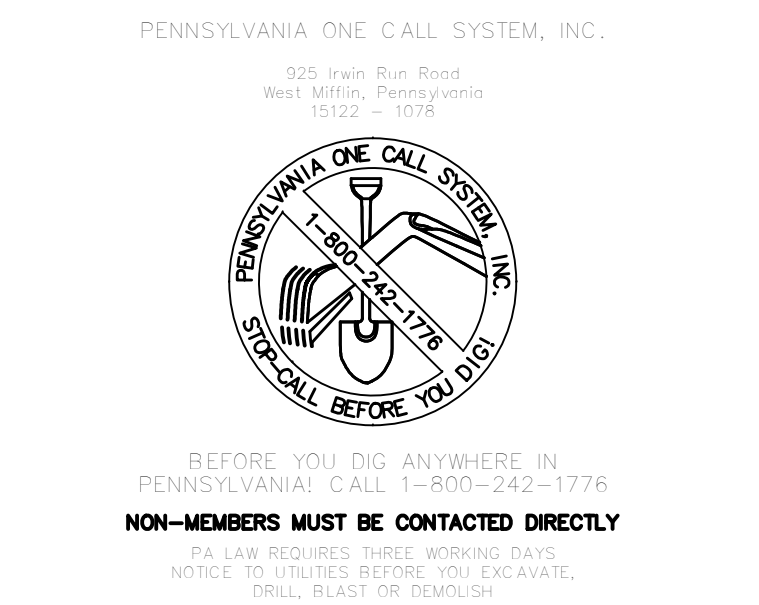 PENNSYLVANIA ONE CALL SYSTEM, INC.
925 Irwin Run Road
West Mifflin, Pennsylvania
15122 - 1078
PENNSYLVANIA ONE CALL SYSTEM, INC.
1-800-242-1776
STOP-CALL BEFORE YOU DIG!
BEFORE YOU DIG ANYWHERE IN
PENNSYLVANIA! CALL 1-800-242-1776
NON-MEMBERS MUST BE CONTACTED DIRECTLY
PA LAW REQUIRES THREE WORKING DAYS
NOTICE TO UTILITIES BEFORE YOU EXCAVATE,
DRILL, BLAST OR DEMOLISH